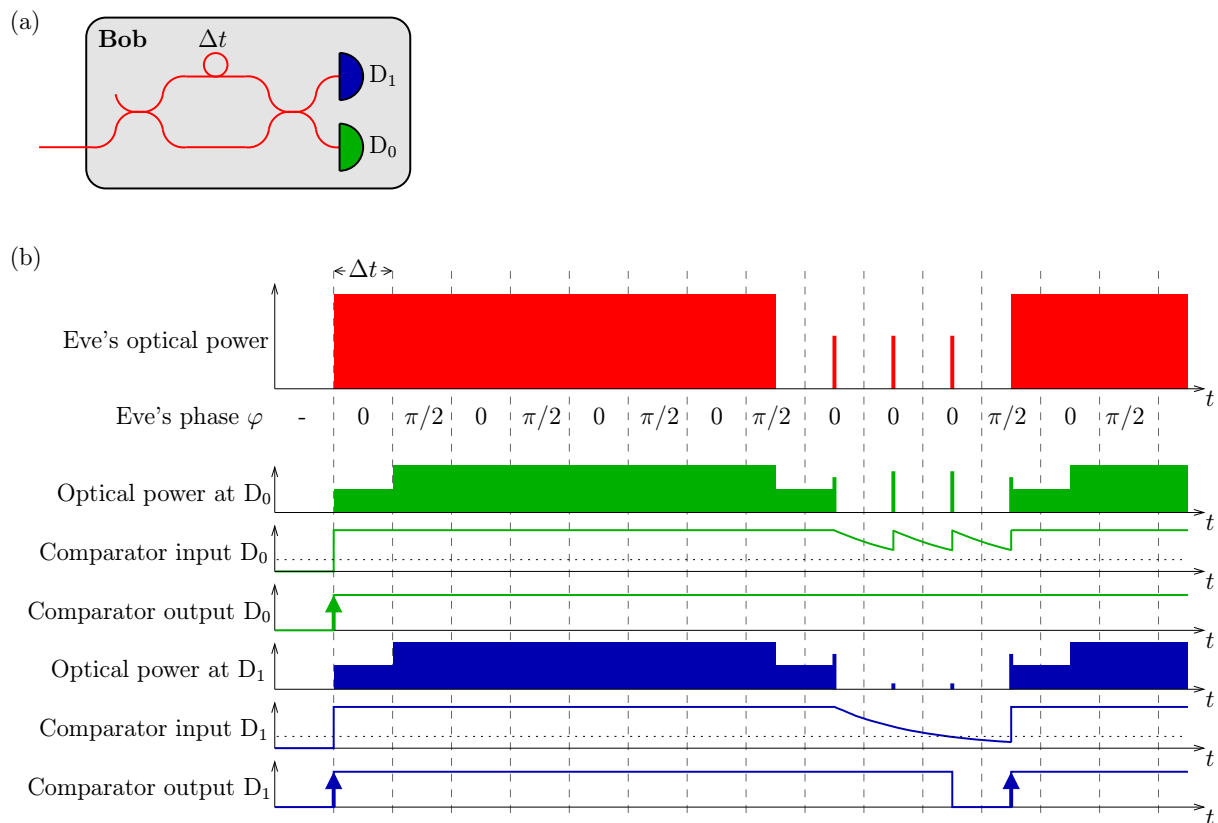 (a)
Bob
Δt
D₁
D₀
(b)
Δt
Eve's optical power
t
Eve's phase φ - 0 π/2 0 π/2 0 π/2 0 π/2 0 0 0 π/2 0 π/2
Optical power at D₀
t
Comparator input D₀
t
Comparator output D₀
t
Optical power at D₁
t
Comparator input D₁
t
Comparator output D₁
t